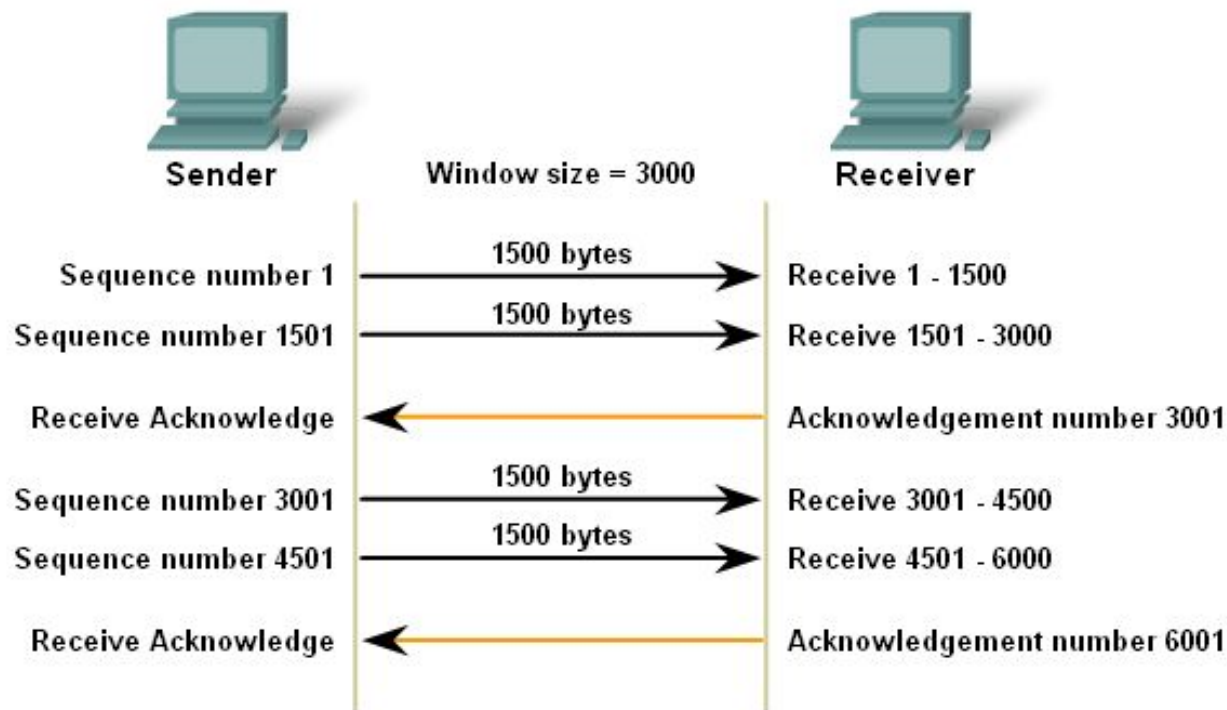 Sender
Window size = 3000
Receiver
Sequence number 1
1500 bytes
Receive 1 - 1500
Sequence number 1501
1500 bytes
Receive 1501 - 3000
Receive Acknowledge
Acknowledgement number 3001
Sequence number 3001
1500 bytes
Receive 3001 - 4500
Sequence number 4501
1500 bytes
Receive 4501 - 6000
Receive Acknowledge
Acknowledgement number 6001